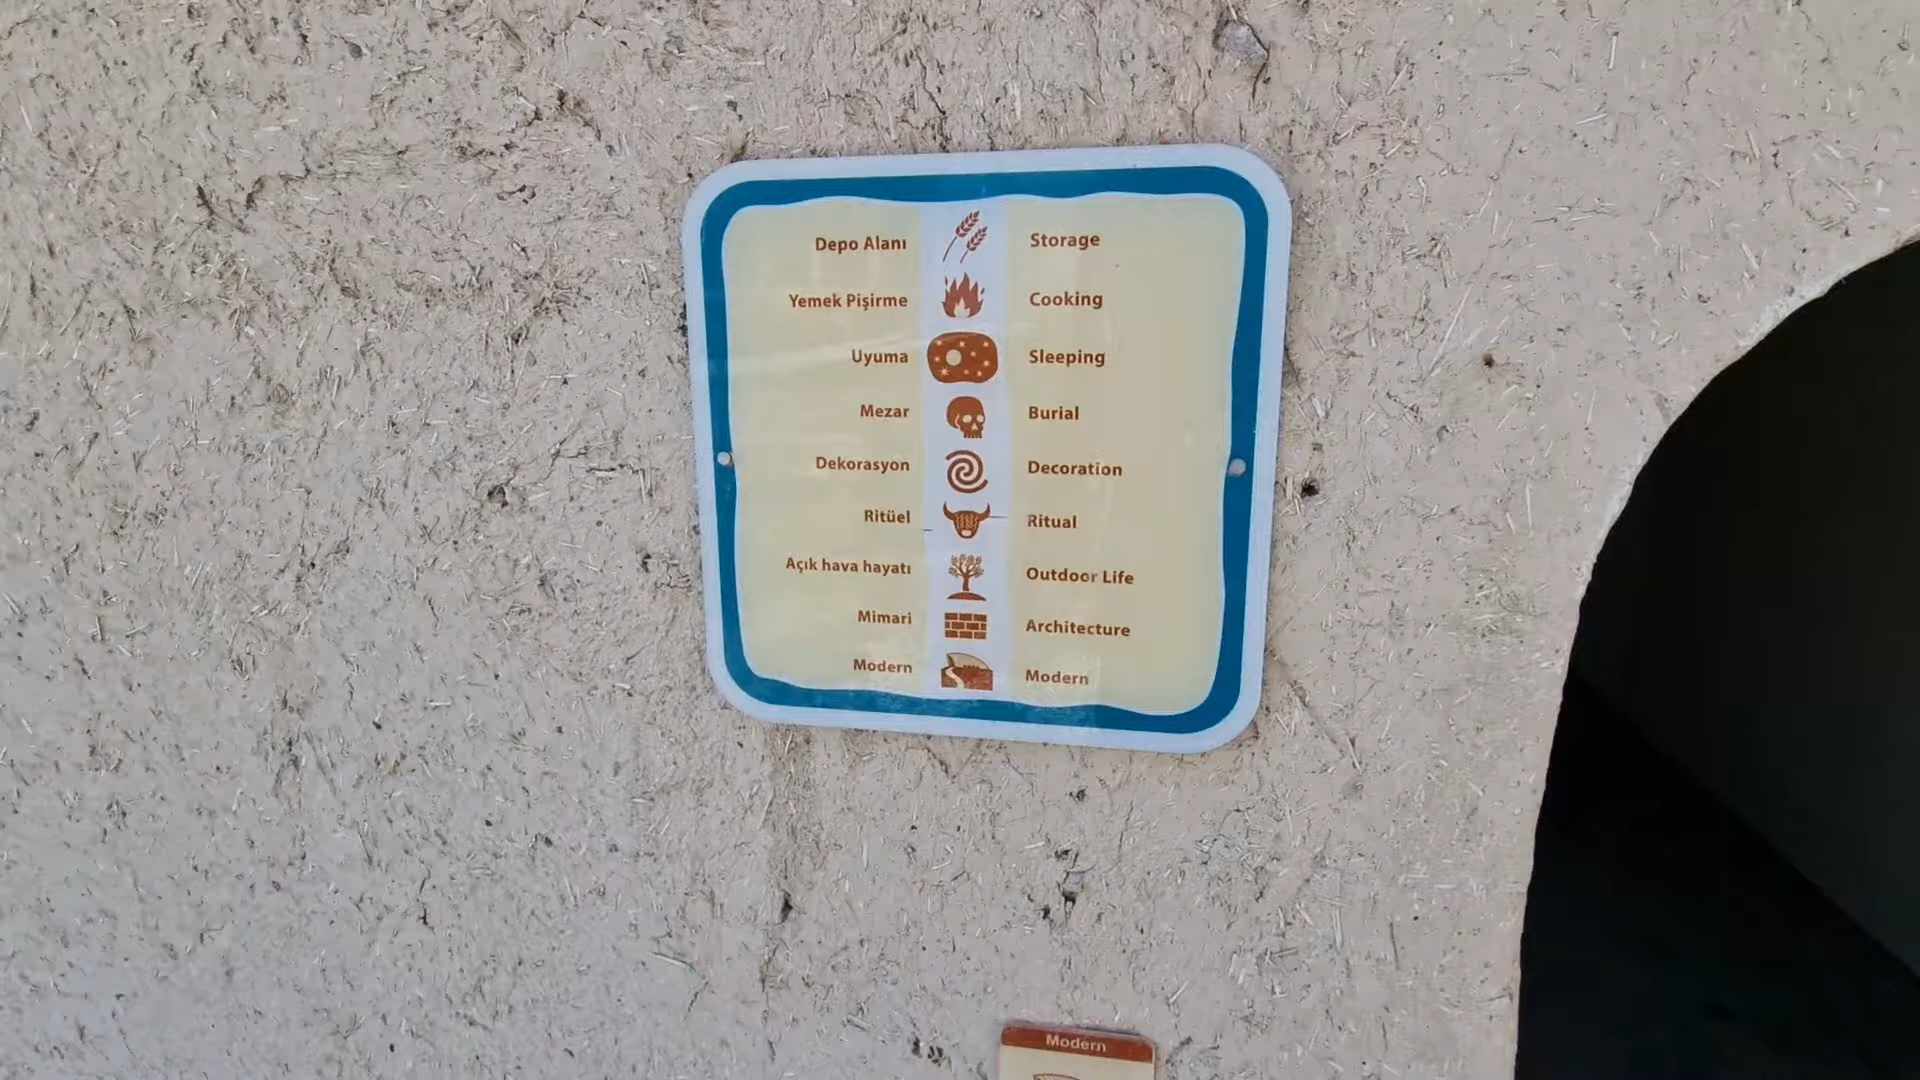 Depo Alanı Storage
Yemek Pişirme Cooking
Uyuma Sleeping
Mezar Burial
Dekorasyon Decoration
Ritüel Ritual
Açık hava hayatı Outdoor Life
Mimari Architecture
Modern Modern
Modern